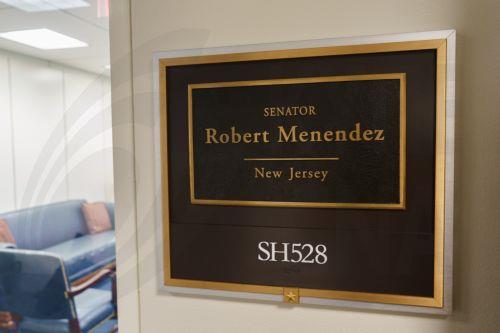 SENATOR
Robert Menendez
New Jersey
SH528